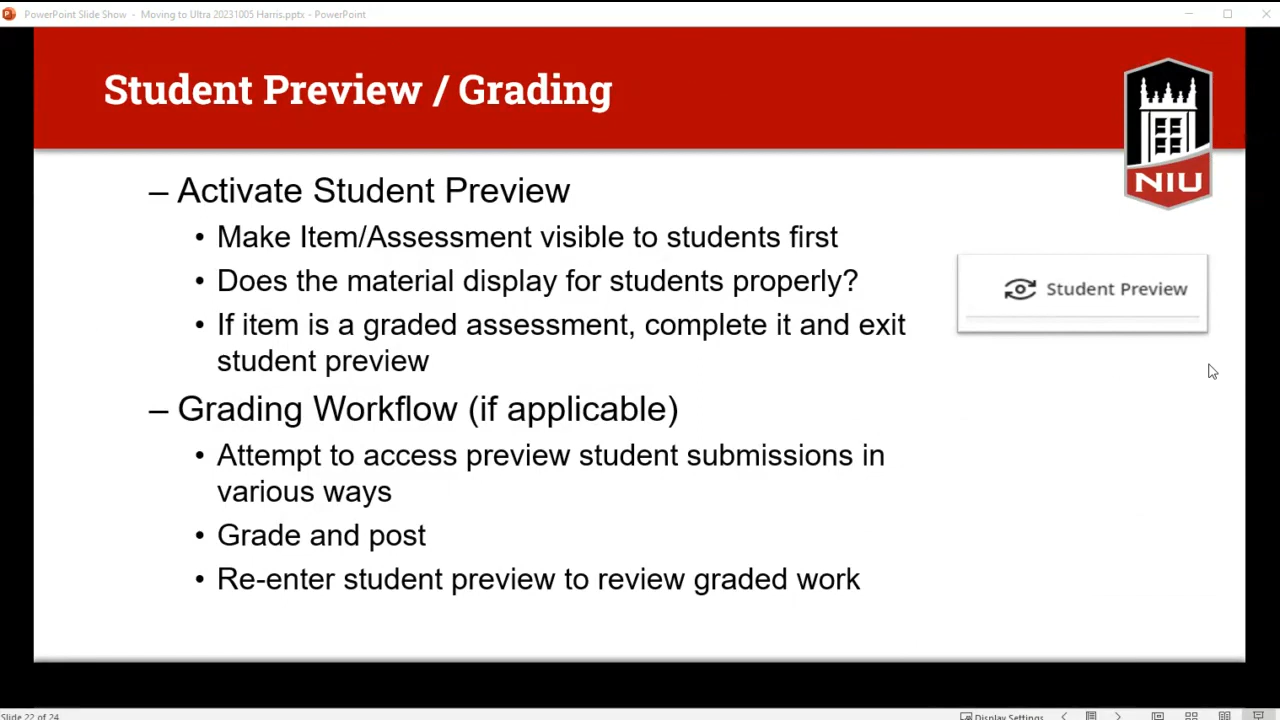 PowerPoint Slide Show - Moving to Ultra 20231005 Harris.pptx - PowerPoint
Student Preview / Grading
NIU
– Activate Student Preview
• Make Item/Assessment visible to students first
• Does the material display for students properly?
• If item is a graded assessment, complete it and exit
student preview
Student Preview
– Grading Workflow (if applicable)
• Attempt to access preview student submissions in
various ways
• Grade and post
• Re-enter student preview to review graded work
Slide 22 of 24
Display Settings